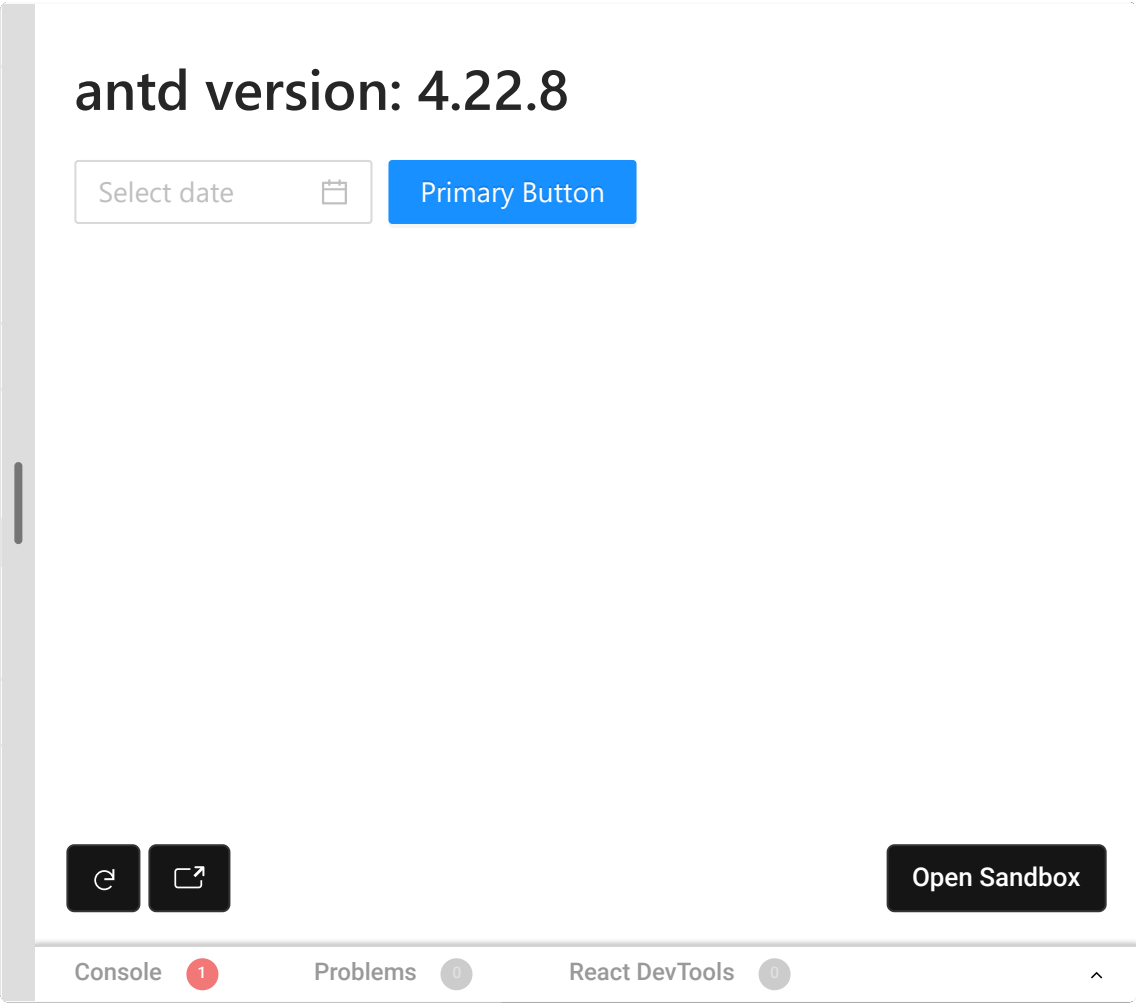 antd version: 4.22.8
Select date
Primary Button
Open Sandbox
Console 1 Problems 0 React DevTools 0